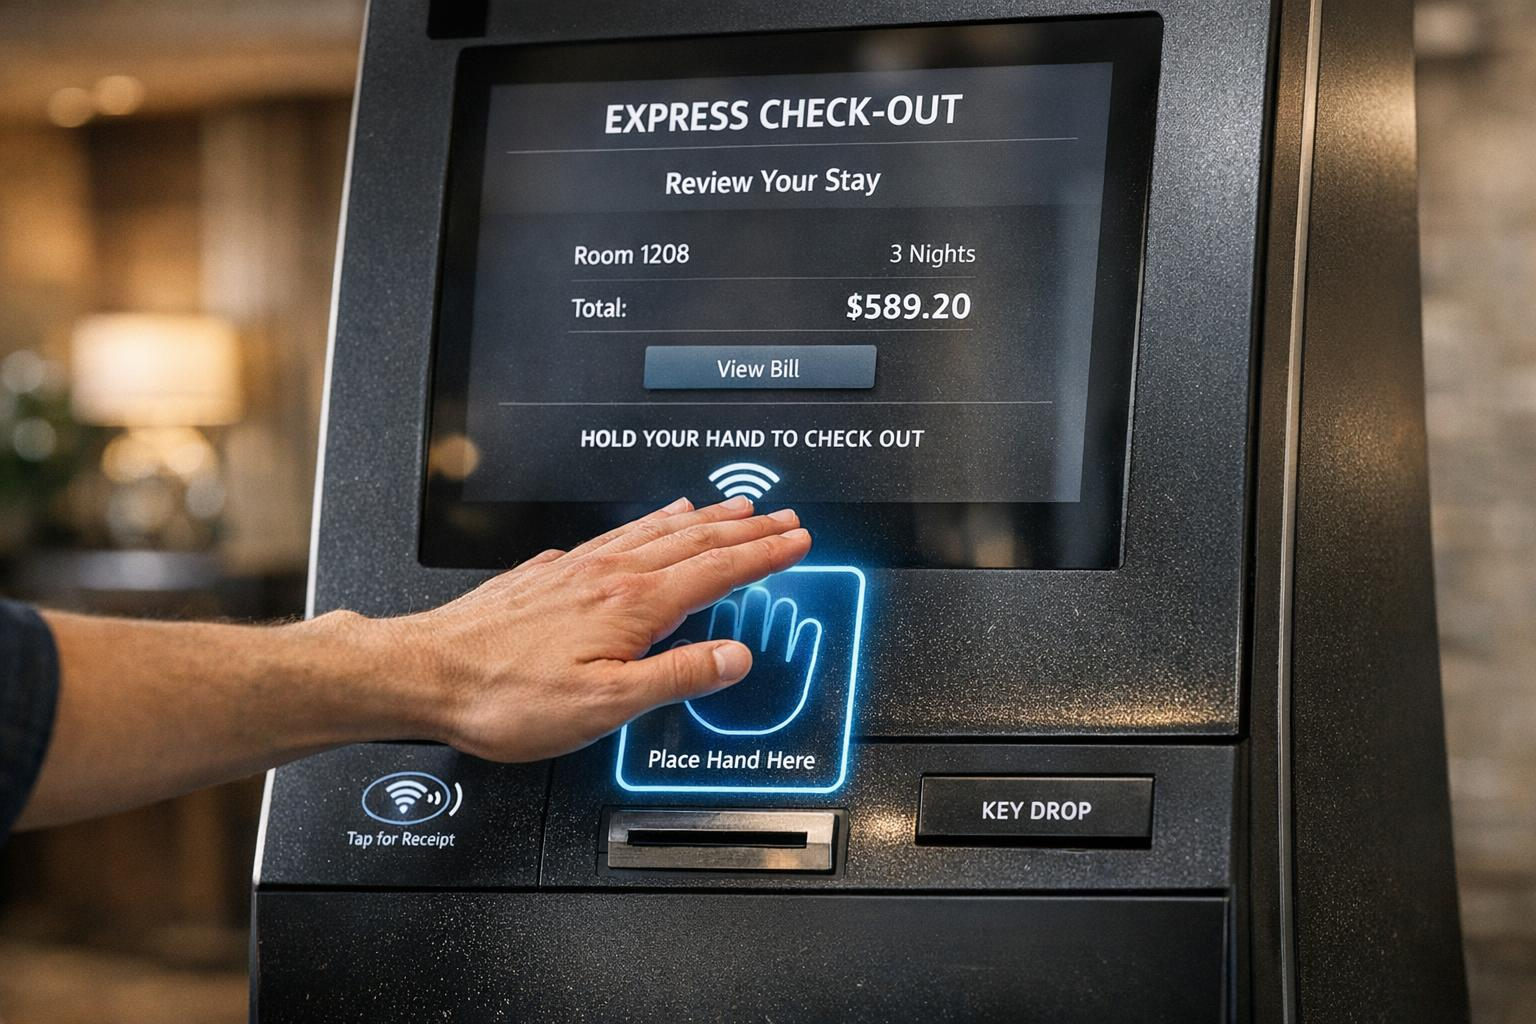 EXPRESS CHECK-OUT
Review Your Stay
Room 1208 3 Nights
Total: $589.20
View Bill
HOLD YOUR HAND TO CHECK OUT
Place Hand Here
Tap for Receipt
KEY DROP